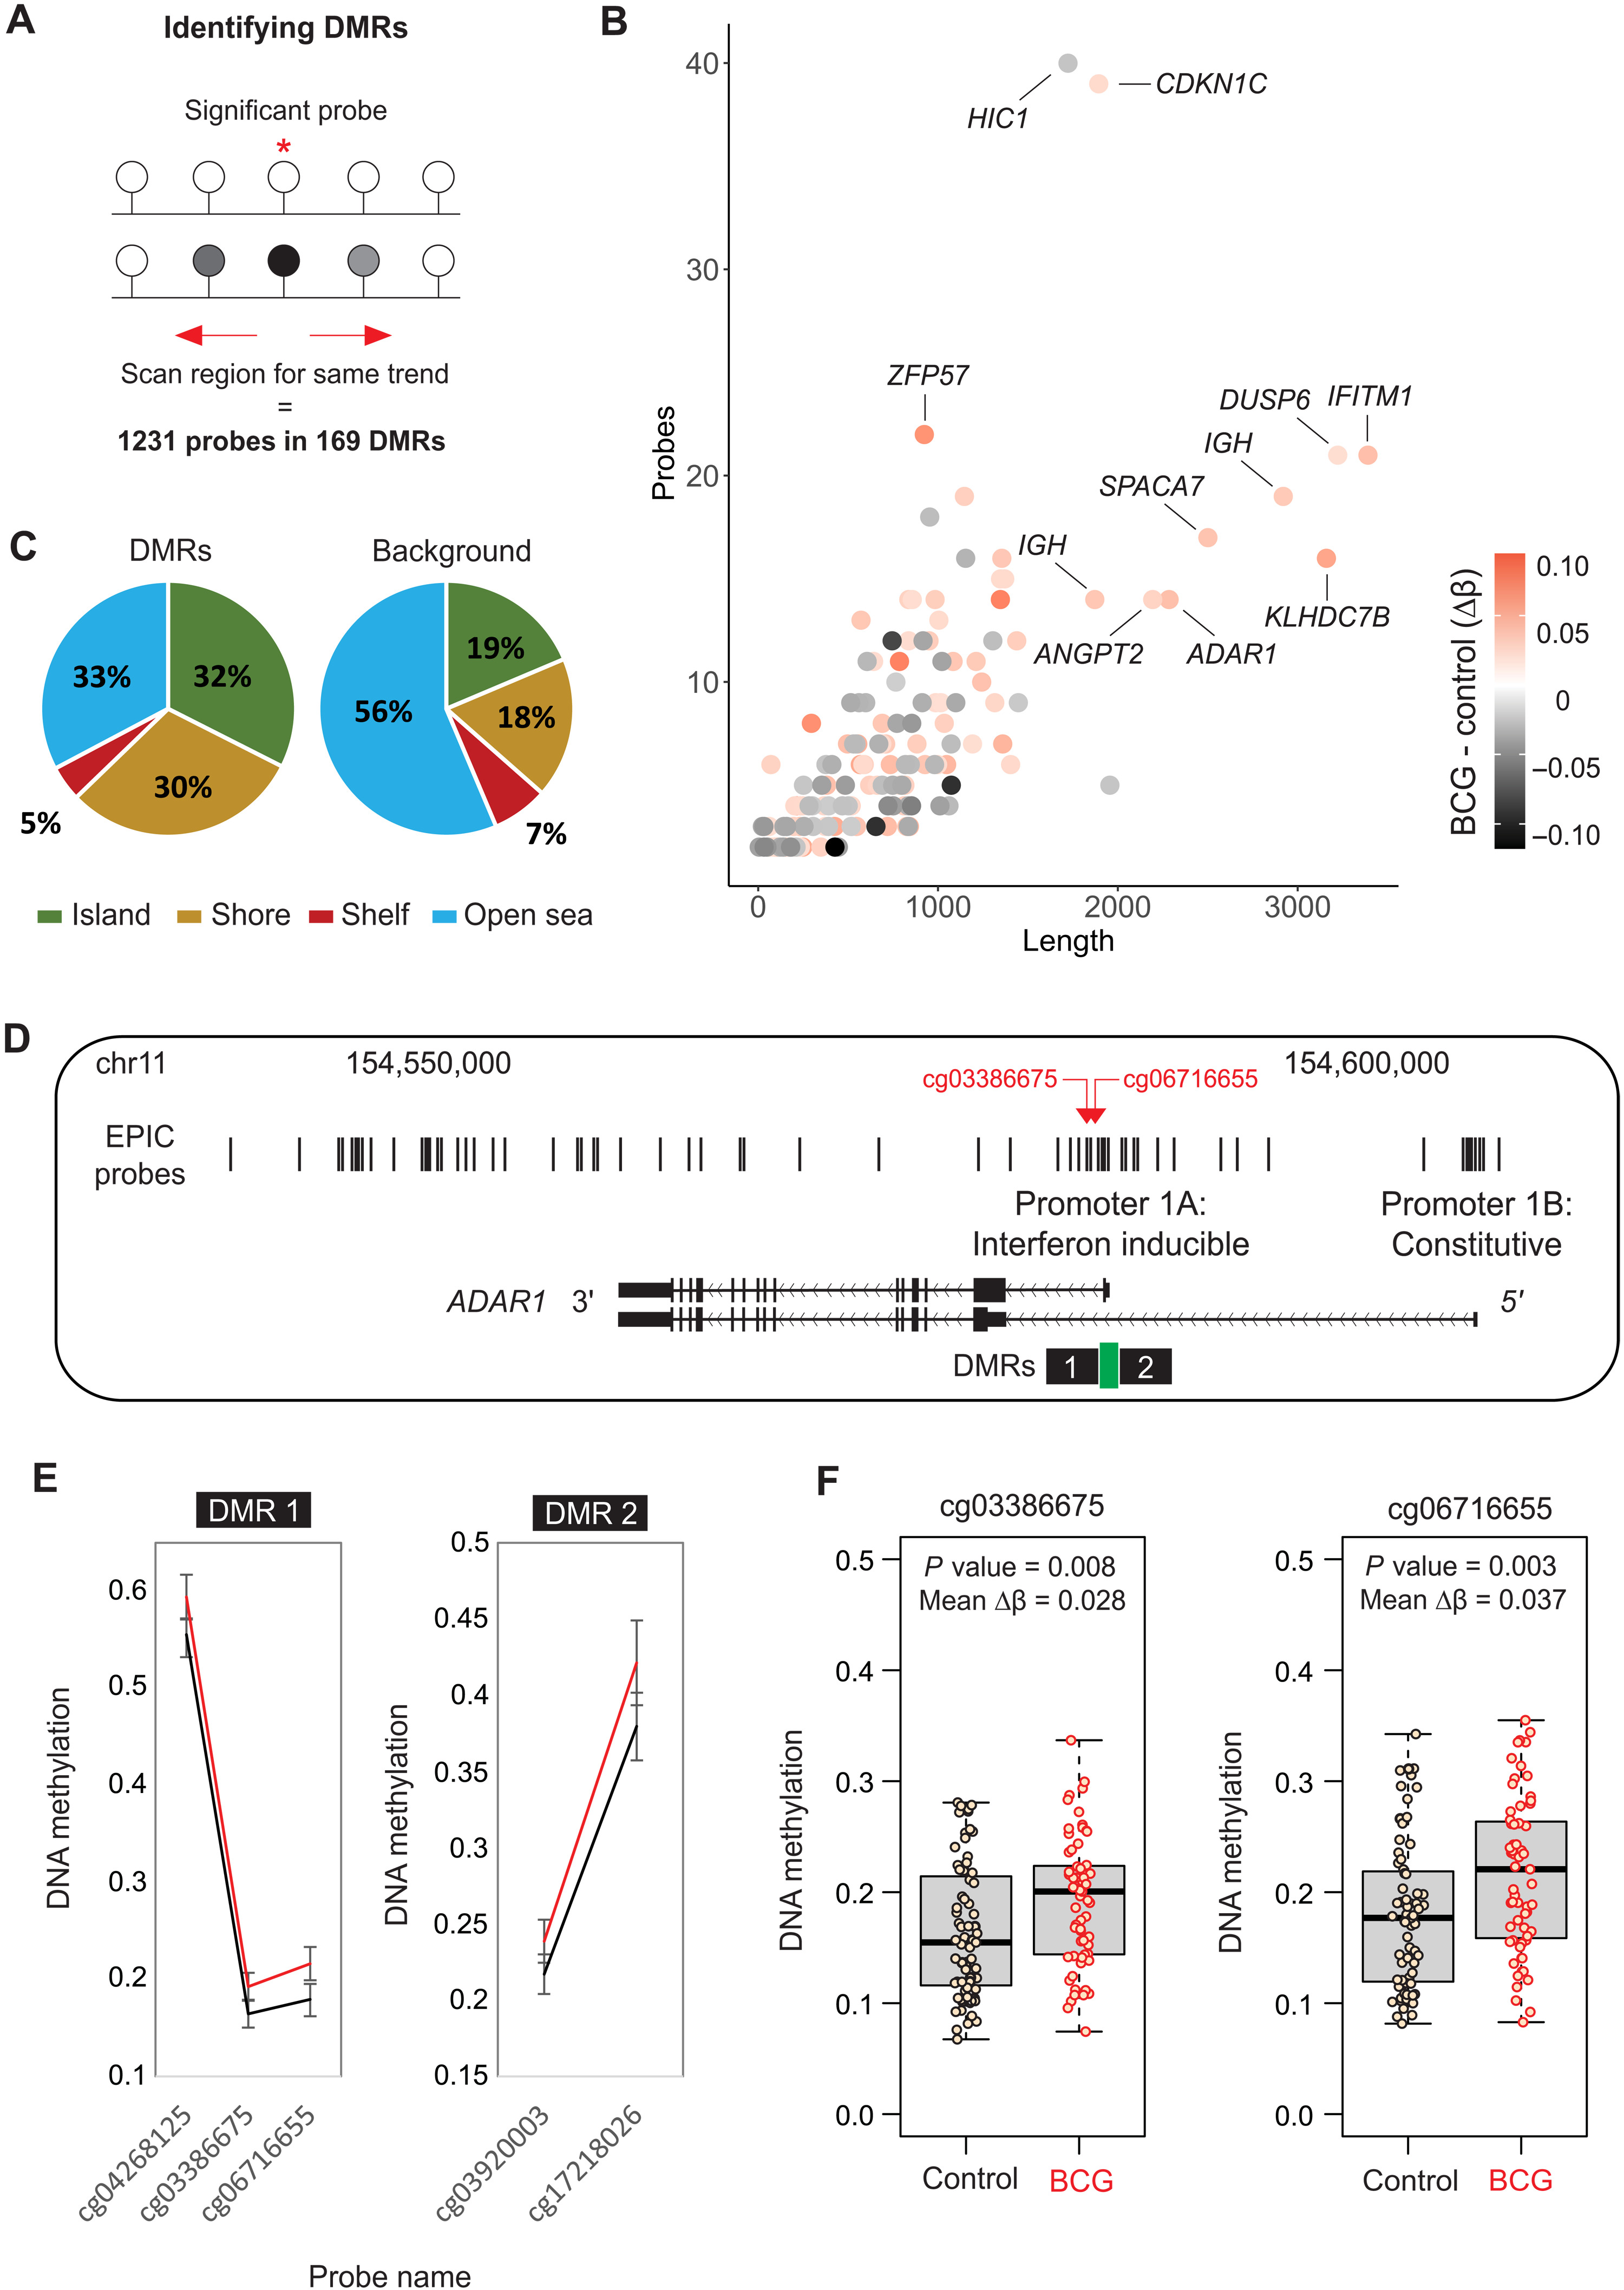 A
Identifying DMRs
Significant probe
*
Scan region for same trend
=
1231 probes in 169 DMRs
B
Probes
40
30
20
10
HIC1
CDKN1C
ZFP57
DUSP6
IFITM1
IGH
SPACA7
IGH
KLHDC7B
ANGPT2
ADAR1
0
1000
2000
3000
Length
BCG - control (Δβ)
0.10
0.05
0
−0.05
−0.10
C
DMRs
Background
33%
32%
30%
5%
19%
18%
56%
7%
Island
Shore
Shelf
Open sea
D
chr11
154,550,000
154,600,000
cg03386675
cg06716655
EPIC
probes
Promoter 1A:
Interferon inducible
Promoter 1B:
Constitutive
ADAR1
3'
5'
DMRs
1
2
E
DMR 1
DNA methylation
0.6
0.5
0.4
0.3
0.2
0.1
cg04268125
cg03386675
cg06716655
DMR 2
DNA methylation
0.5
0.45
0.4
0.35
0.3
0.25
0.2
0.15
cg03920003
cg17218026
Probe name
F
cg03386675
P value = 0.008
Mean Δβ = 0.028
DNA methylation
0.5
0.4
0.3
0.2
0.1
0.0
Control
BCG
cg06716655
P value = 0.003
Mean Δβ = 0.037
DNA methylation
0.5
0.4
0.3
0.2
0.1
0.0
Control
BCG